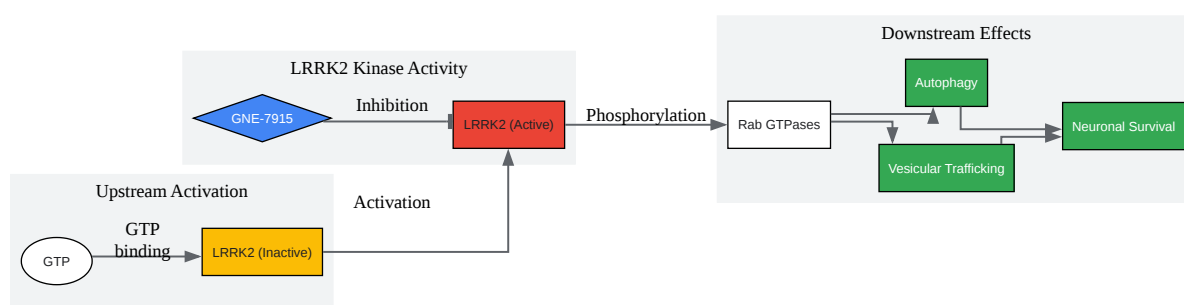 Downstream Effects
LRRK2 Kinase Activity
Autophagy
GNE-7915
Inhibition
LRRK2 (Active)
Phosphorylation
Rab GTPases
Neuronal Survival
Vesicular Trafficking
Upstream Activation
Activation
GTP
binding
GTP
LRRK2 (Inactive)